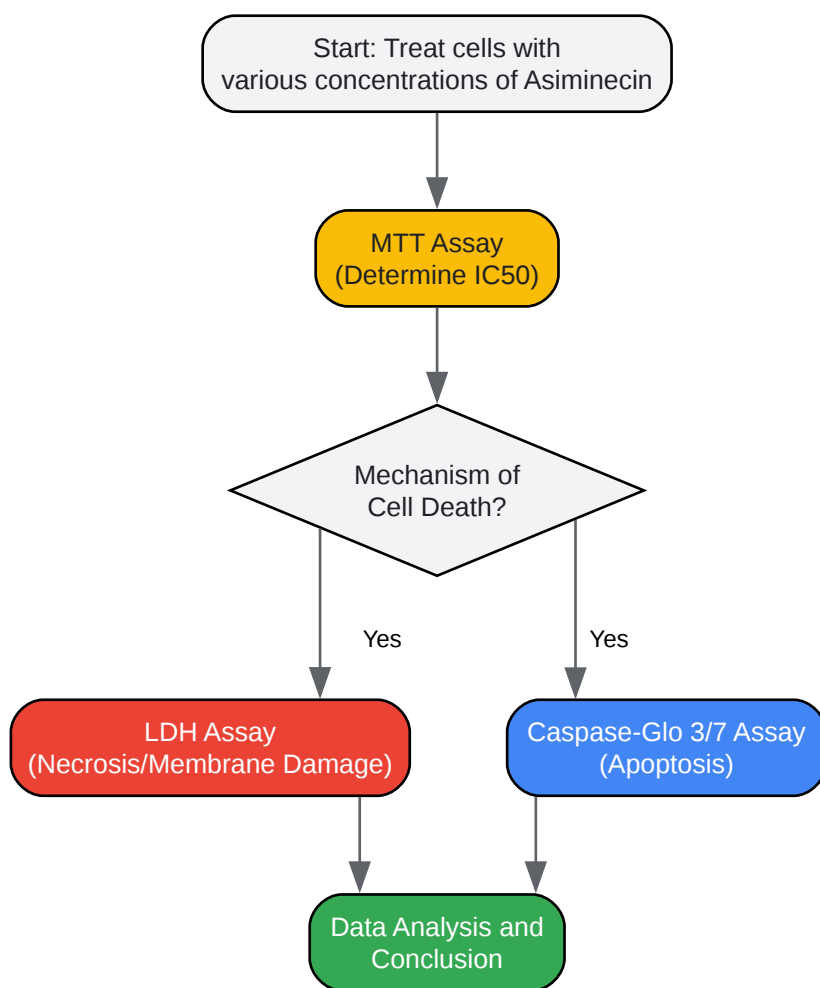 Start: Treat cells with
various concentrations of Asiminecin
MTT Assay
(Determine IC50)
Mechanism of
Cell Death?
Yes
Yes
LDH Assay
(Necrosis/Membrane Damage)
Caspase-Glo 3/7 Assay
(Apoptosis)
Data Analysis and
Conclusion